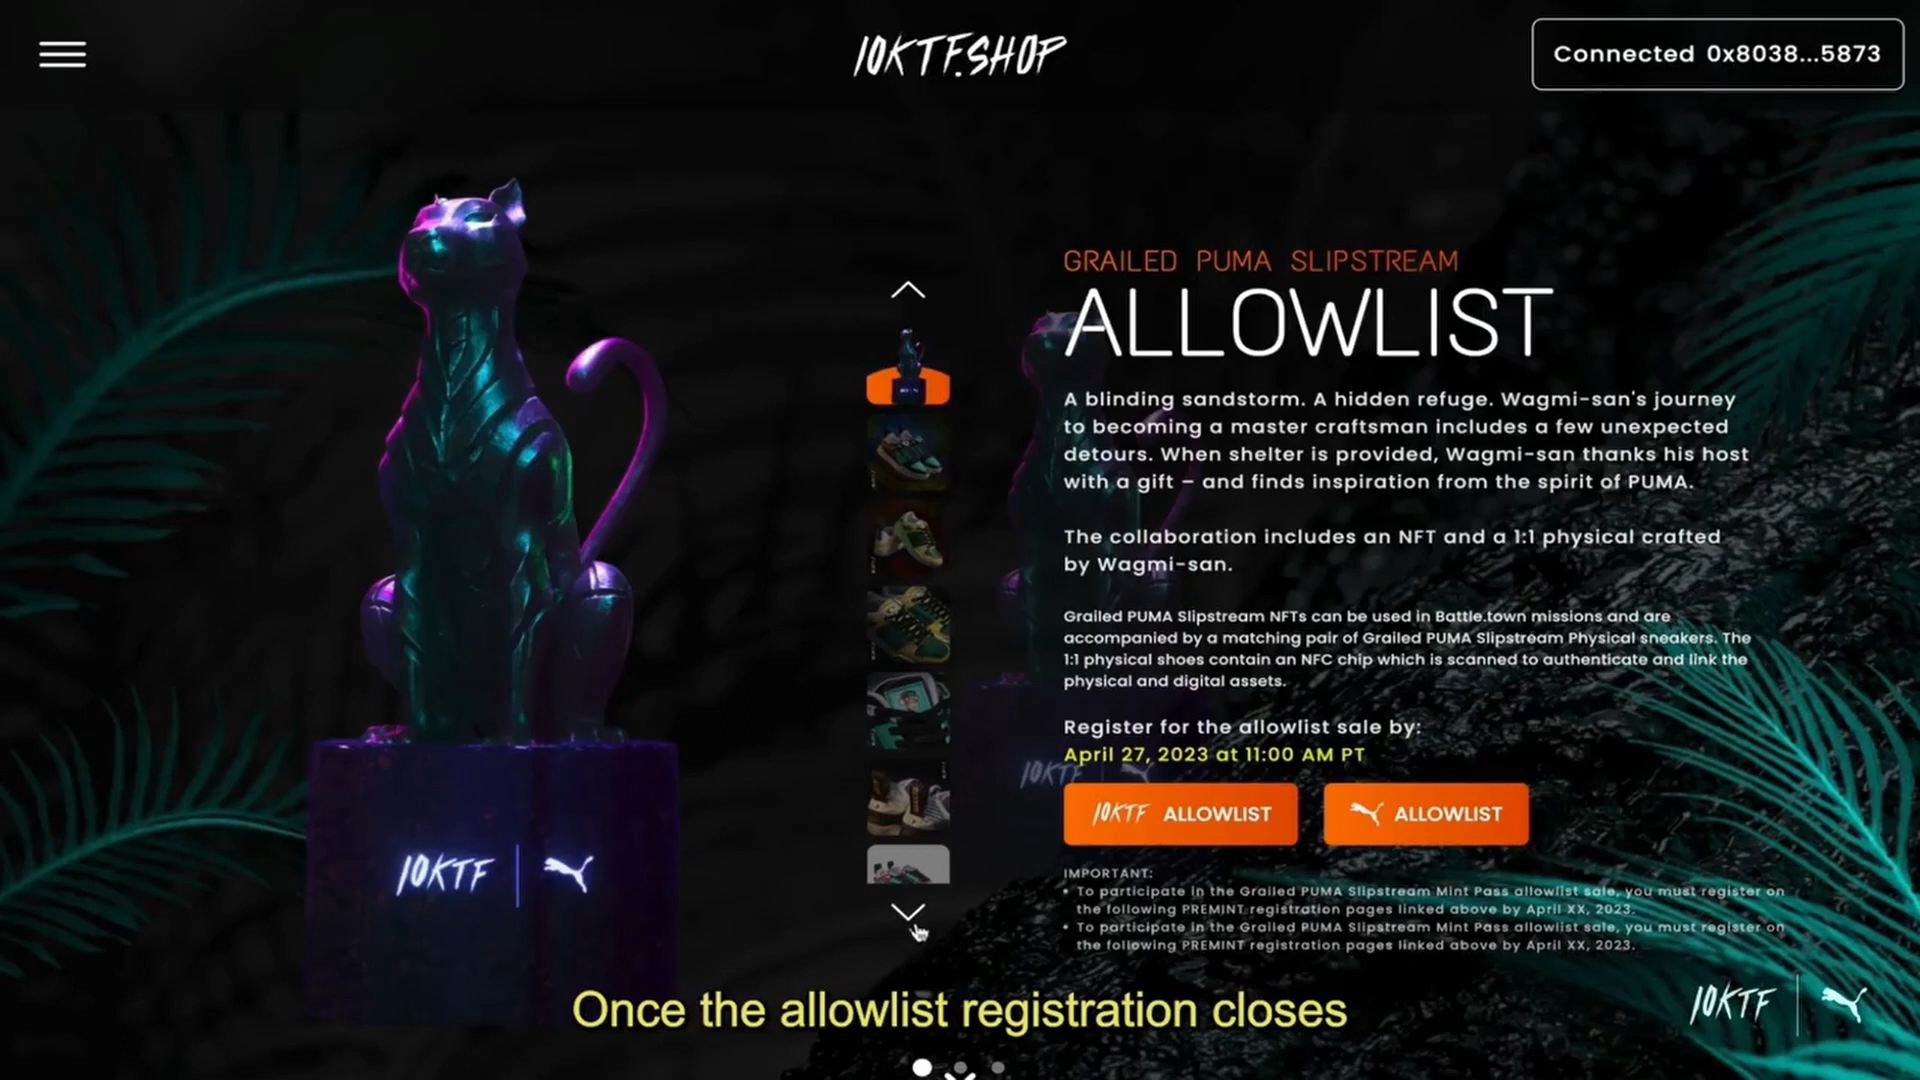 10KTF.SHOP
Connected 0x8038...5873
GRAILED PUMA SLIPSTREAM
ALLOWLIST
A blinding sandstorm. A hidden refuge. Wagmi-san's journey
to becoming a master craftsman includes a few unexpected
detours. When shelter is provided, Wagmi-san thanks his host
with a gift – and finds inspiration from the spirit of PUMA.
The collaboration includes an NFT and a 1:1 physical crafted
by Wagmi-san.
Grailed PUMA Slipstream NFTs can be used in Battle.town missions and are
accompanied by a matching pair of Grailed PUMA Slipstream Physical sneakers. The
1:1 physical shoes contain an NFC chip which is scanned to authenticate and link the
physical and digital assets.
Register for the allowlist sale by:
April 27, 2023 at 11:00 AM PT
10KTF
10KTF ALLOWLIST
ALLOWLIST
IMPORTANT:
• To participate in the Grailed PUMA Slipstream Mint Pass allowlist sale, you must register on
the following PREMINT registration pages linked above by April XX, 2023.
• To participate in the Grailed PUMA Slipstream Mint Pass allowlist sale, you must register on
the following PREMINT registration pages linked above by April XX, 2023.
10KTF
10KTF
Once the allowlist registration closes